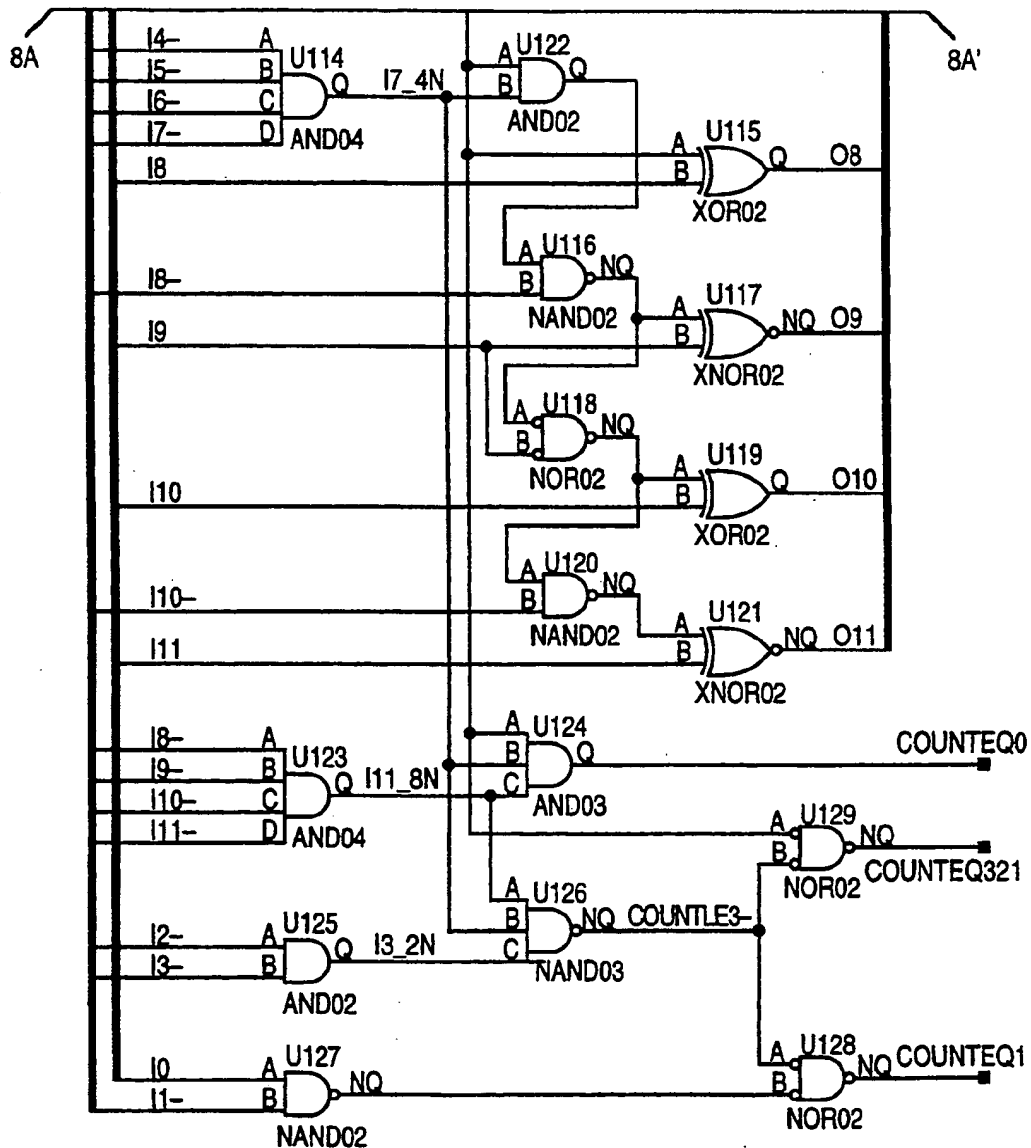 8A
8A'
I4-
A
I5-
B
I6-
C
I7-
D
U114
Q
AND04
I7_4N
A
B
U122
Q
AND02
I8
A
B
U115
Q
O8
XOR02
I8-
A
B
U116
NQ
NAND02
I9
A
B
U117
NQ
O9
XNOR02
A
B
U118
NQ
NOR02
I10
A
B
U119
Q
O10
XOR02
I10-
A
B
U120
NQ
NAND02
I11
A
B
U121
NQ
O11
XNOR02
I8-
A
I9-
B
I10-
C
I11-
D
U123
Q
AND04
I11_8N
A
B
C
U124
Q
AND03
COUNTEQ0
A
B
U129
NQ
NOR02
COUNTEQ321
I2-
A
I3-
B
U125
Q
AND02
I3_2N
A
B
C
U126
NQ
NAND03
COUNTLE3-
I0
A
I1-
B
U127
NQ
NAND02
A
B
U128
NQ
NOR02
COUNTEQ1